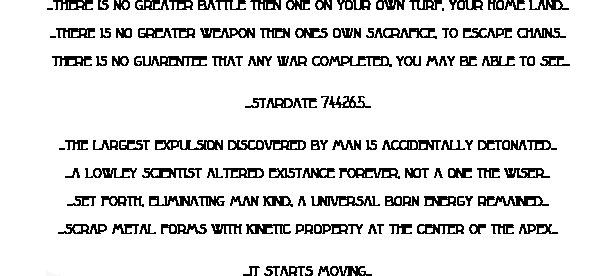 ...THERE IS NO GREATER BATTLE THEN ONE ON YOUR OWN TURF, YOUR HOME LAND...
...THERE IS NO GREATER WEAPON THEN ONES OWN SACRAFICE, TO ESCAPE CHAINS...
THERE IS NO GUARENTEE THAT ANY WAR COMPLETED, YOU MAY BE ABLE TO SEE...
...STARDATE 74426.5...
...THE LARGEST EXPULSION DISCOVERED BY MAN IS ACCIDENTALLY DETONATED...
...A LOWLEY SCIENTIST ALTERED EXISTANCE FOREVER, NOT A ONE THE WISER...
...SET FORTH, ELIMINATING MAN KIND, A UNIVERSAL BORN ENERGY REMAINED...
...SCRAP METAL FORMS WITH KINETIC PROPERTY AT THE CENTER OF THE APEX...
...IT STARTS MOVING...